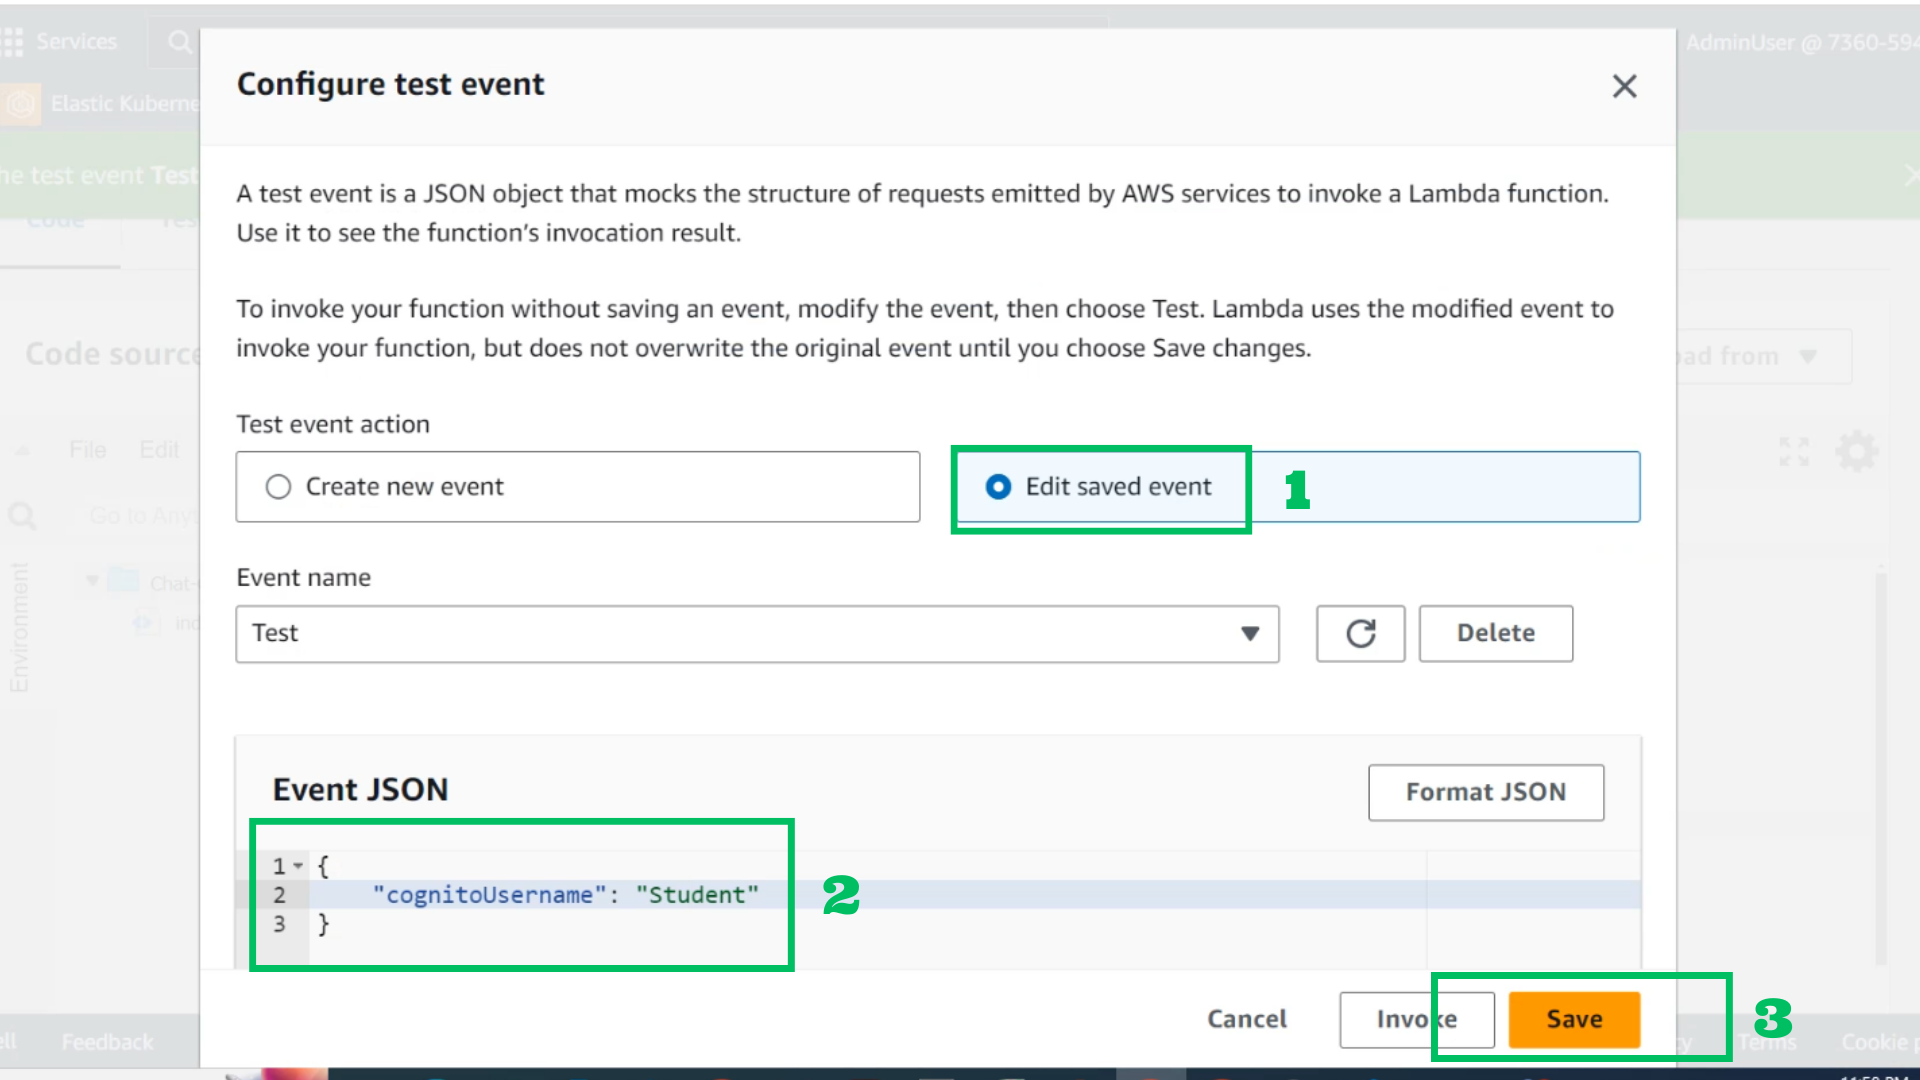 Services
AdminUser @ 7360-594
Elastic Kuberne
Configure test event
he test event Test
A test event is a JSON object that mocks the structure of requests emitted by AWS services to invoke a Lambda function.
Use it to see the function's invocation result.
Code
Tes
To invoke your function without saving an event, modify the event, then choose Test. Lambda uses the modified event to
invoke your function, but does not overwrite the original event until you choose Save changes.
Code source
oad from
Test event action
File Edit
Create new event
Edit saved event
1
Go to Anyt
Event name
Environment
Chat-
ind
Test
Delete
Event JSON
Format JSON
1 {
2 "cognitoUsername": "Student"
3 }
2
Cancel
Invoke
Save
3
ell
Feedback
cy
Terms
Cookie p